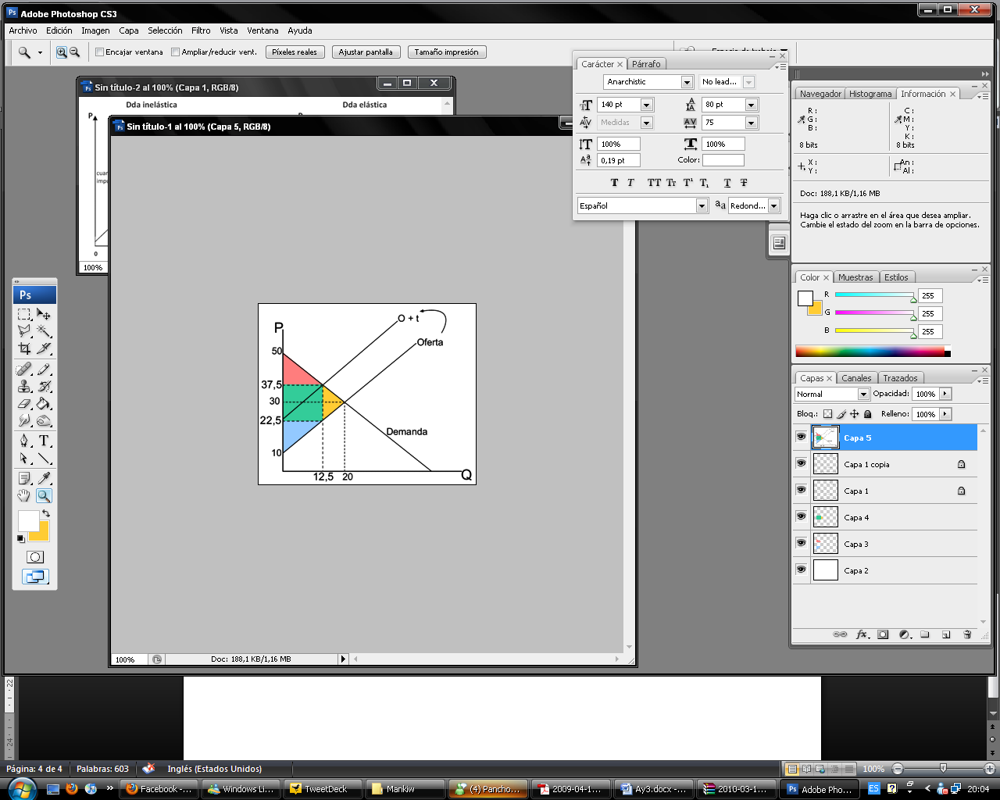 Adobe Photoshop CS3
Archivo Edición Imagen Capa Selección Filtro Vista Ventana Ayuda
Encajar ventana Ampliar/reducir vent. Píxeles reales Ajustar pantalla Tamaño impresión
Carácter × Párrafo
Anarchistic No lead...
140 pt 80 pt
Medidas 75
100% 100%
0,19 pt Color:
T T TT Tt T¹ T₁ T T
Español aa Redond...
Navegador Histograma Información ×
R : C :
G : M :
B : Y :
K :
8 bits 8 bits
X : An :
Y : Al :
Doc: 188,1 KB/1,16 MB
Haga clic o arrastre en el área que desea ampliar.
Cambie el estado del zoom en la barra de opciones.
Color × Muestras Estilos
R 255
G 255
B 255
Capas × Canales Trazados
Normal Opacidad: 100%
Bloq.: Relleno: 100%
Capa 5
Capa 1 copia
Capa 1
Capa 4
Capa 3
Capa 2
Sin título-2 al 100% (Capa 1, RGB/8)
Dda inelástica Dda elástica
P
0
100%
Sin título-1 al 100% (Capa 5, RGB/8)
Ps
O + t
P
Oferta
50
37,5
30
22,5
Demanda
10
12,5 20 Q
100% Doc: 188,1 KB/1,16 MB
22
24
Página: 4 de 4 Palabras: 603 Inglés (Estados Unidos) 100%
Facebook -... Windows Li... TweetDeck Mankiw (4) Pancho... 2009-04-1... Ay3.docx -... 2010-03-1... Adobe Pho... ES 20:04